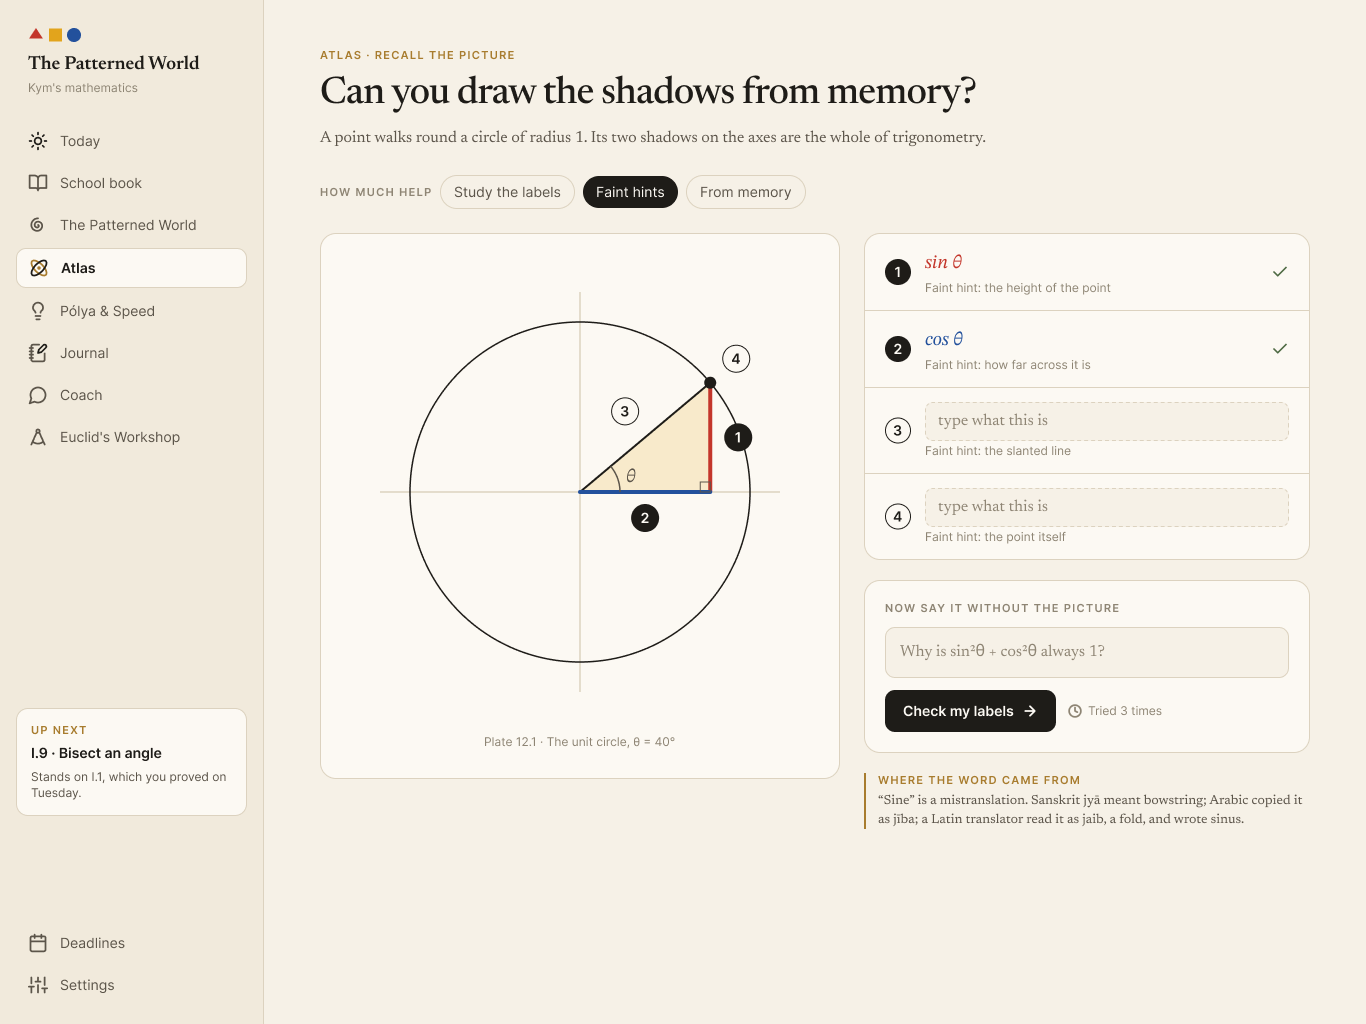 The Patterned World
Kym's mathematics
Today
School book
The Patterned World
Atlas
Pólya & Speed
Journal
Coach
Euclid's Workshop
UP NEXT
I.9 · Bisect an angle
Stands on I.1, which you proved on
Tuesday.
Deadlines
Settings
ATLAS · RECALL THE PICTURE
Can you draw the shadows from memory?
A point walks round a circle of radius 1. Its two shadows on the axes are the whole of trigonometry.
HOW MUCH HELP
Study the labels
Faint hints
From memory
4
3
1
θ
2
Plate 12.1 · The unit circle, θ = 40°
1
sin θ
Faint hint: the height of the point
2
cos θ
Faint hint: how far across it is
3
type what this is
Faint hint: the slanted line
4
type what this is
Faint hint: the point itself
NOW SAY IT WITHOUT THE PICTURE
Why is sin²θ + cos²θ always 1?
Check my labels →
Tried 3 times
WHERE THE WORD CAME FROM
“Sine” is a mistranslation. Sanskrit jyā meant bowstring; Arabic copied it
as jība; a Latin translator read it as jaib, a fold, and wrote sinus.